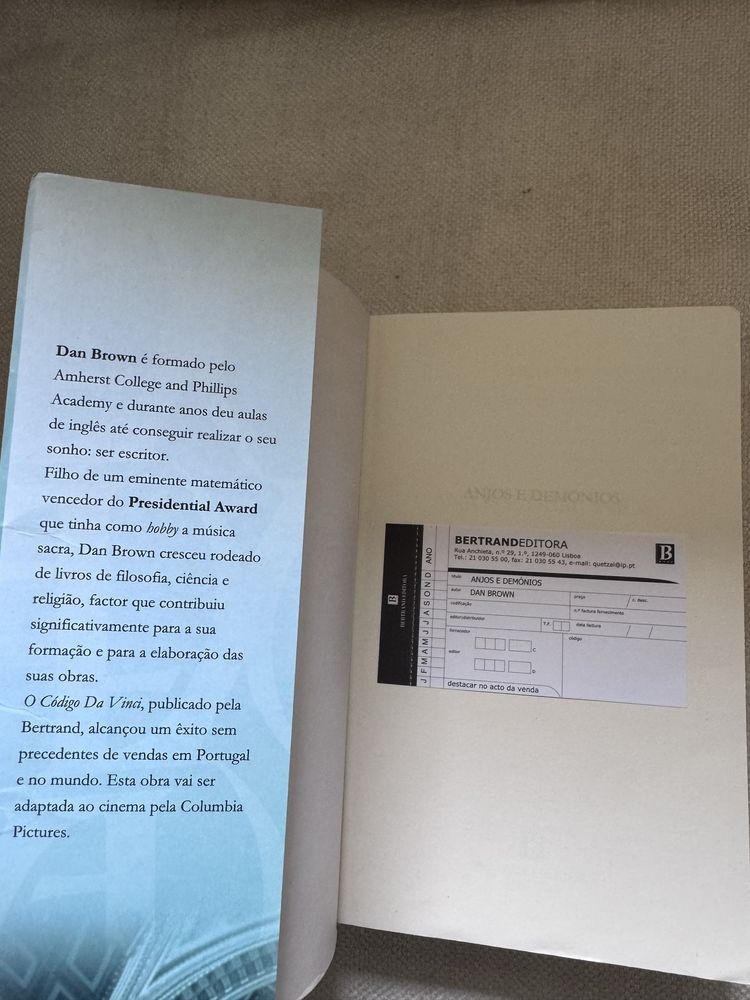 Dan Brown é formado pelo
Amherst College and Phillips
Academy e durante anos deu aulas
de inglês até conseguir realizar o seu
sonho: ser escritor.
Filho de um eminente matemático
vencedor do Presidential Award
que tinha como hobby a música
sacra, Dan Brown cresceu rodeado
de livros de filosofia, ciência e
religião, factor que contribuiu
significativamente para a sua
formação e para a elaboração das
suas obras.
O Código Da Vinci, publicado pela
Bertrand, alcançou um êxito sem
precedentes de vendas em Portugal
e no mundo. Esta obra vai ser
adaptada ao cinema pela Columbia
Pictures.
ANJOS E DEMÓNIOS
B
BERTRAND EDITORA
J F M A M J J A S O N D ANO
BERTRANDEDITORA
Rua Anchieta, n.º 29, 1.º, 1249-060 Lisboa
Tel.: 21 030 55 00, fax: 21 030 55 43, e-mail: quetzal@ip.pt
B
título ANJOS E DEMÓNIOS
autor DAN BROWN
preço / c. desc.
codificação
n.º factura fornecimento
editor/distribuidor T.F. data factura / /
fornecedor código
C
editor
D
destacar no acto da venda